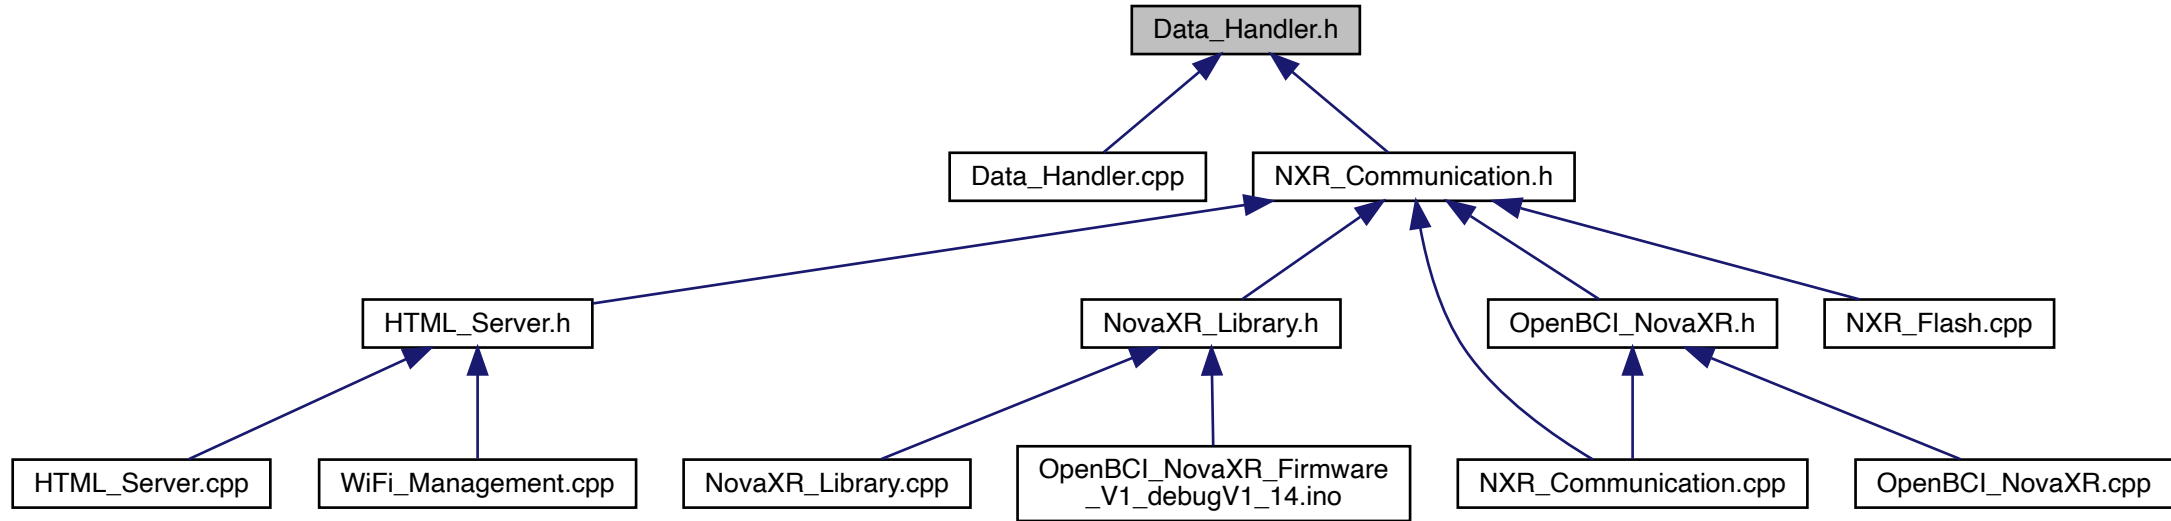 Data_Handler.h
Data_Handler.cpp
NXR_Communication.h
HTML_Server.h
NovaXR_Library.h
OpenBCI_NovaXR.h
NXR_Flash.cpp
HTML_Server.cpp
WiFi_Management.cpp
NovaXR_Library.cpp
OpenBCI_NovaXR_Firmware
_V1_debugV1_14.ino
NXR_Communication.cpp
OpenBCI_NovaXR.cpp